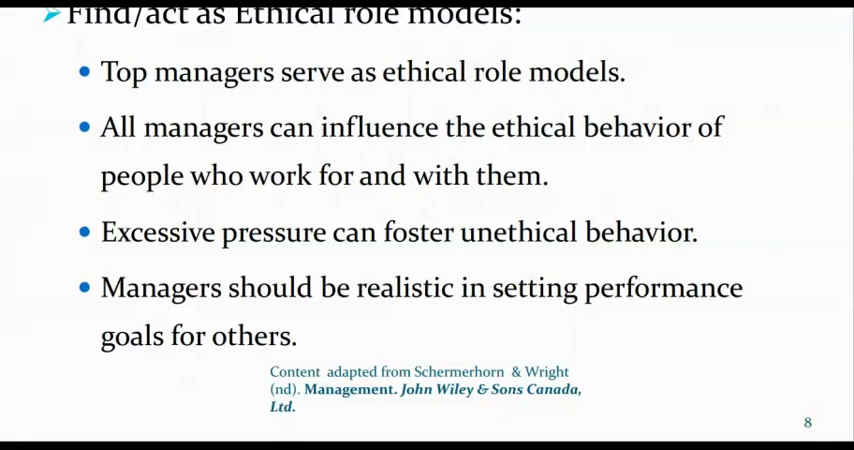 Find/act as Ethical role models:
Top managers serve as ethical role models.
All managers can influence the ethical behavior of
people who work for and with them.
Excessive pressure can foster unethical behavior.
Managers should be realistic in setting performance
goals for others.
Content adapted from Schermerhorn & Wright
(nd). Management. John Wiley & Sons Canada,
Ltd.
8